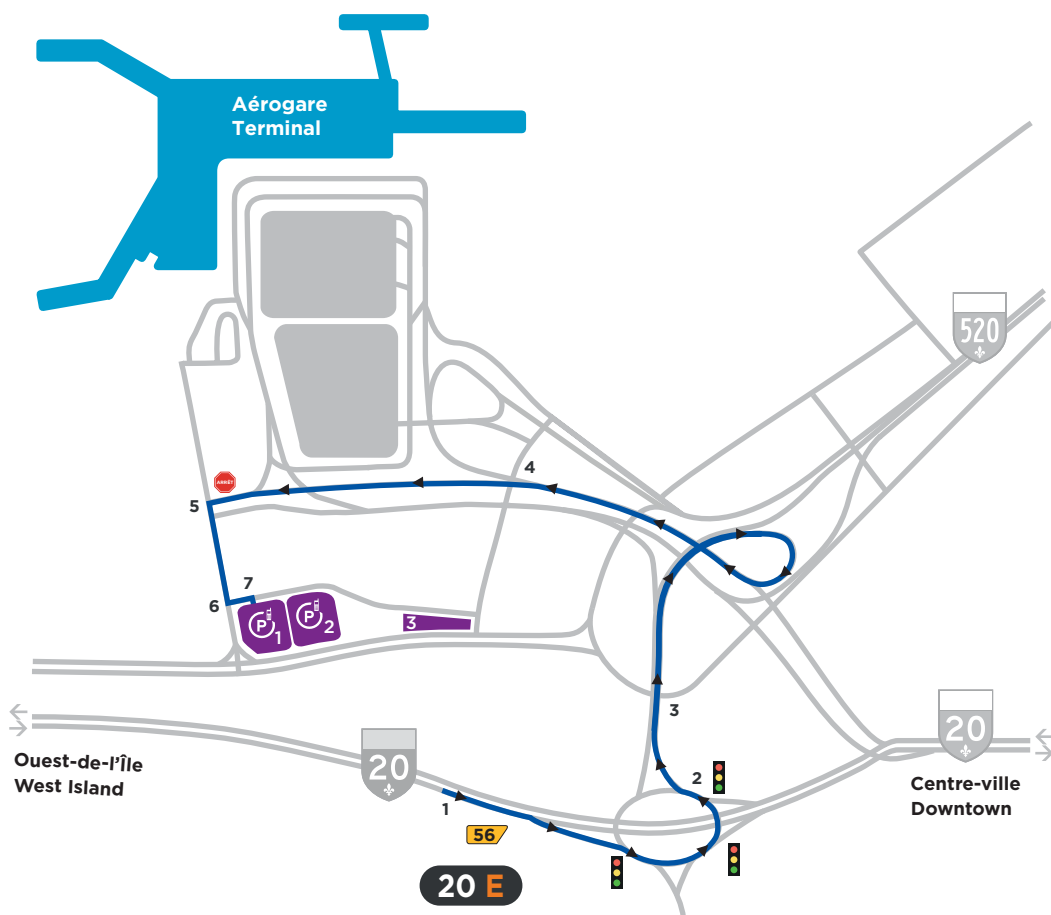 Aérogare
Terminal
520
4
ARRÊT
5
7
6
P 1
P 2
3
3
20
Ouest-de-l'Île
West Island
20
2
Centre-ville
Downtown
1
56
20 E